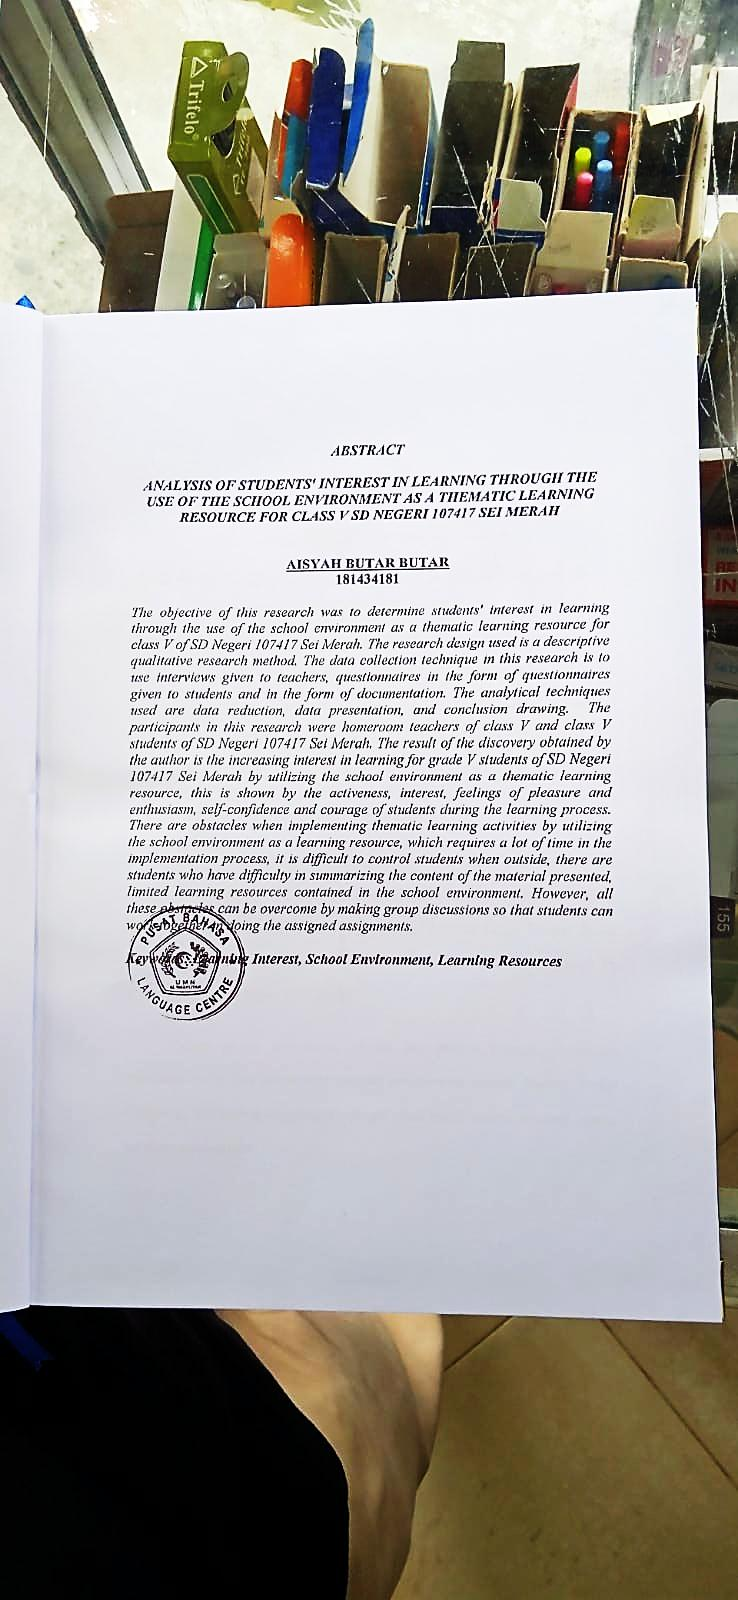 Trifelo®
ABSTRACT
ANALYSIS OF STUDENTS' INTEREST IN LEARNING THROUGH THE
USE OF THE SCHOOL ENVIRONMENT AS A THEMATIC LEARNING
RESOURCE FOR CLASS V SD NEGERI 107417 SEI MERAH
AISYAH BUTAR BUTAR
181434181
The objective of this research was to determine students' interest in learning
through the use of the school environment as a thematic learning resource for
class V of SD Negeri 107417 Sei Merah. The research design used is a descriptive
qualitative research method. The data collection technique in this research is to
use interviews given to teachers, questionnaires in the form of questionnaires
given to students and in the form of documentation. The analytical techniques
used are data reduction, data presentation, and conclusion drawing. The
participants in this research were homeroom teachers of class V and class V
students of SD Negeri 107417 Sei Merah. The result of the discovery obtained by
the author is the increasing interest in learning for grade V students of SD Negeri
107417 Sei Merah by utilizing the school environment as a thematic learning
resource, this is shown by the activeness, interest, feelings of pleasure and
enthusiasm, self-confidence and courage of students during the learning process.
There are obstacles when implementing thematic learning activities by utilizing
the school environment as a learning resource, which requires a lot of time in the
implementation process, it is difficult to control students when outside, there are
students who have difficulty in summarizing the content of the material presented,
limited learning resources contained in the school environment. However, all
these obstacles can be overcome by making group discussions so that students can
work together in doing the assigned assignments.
Keywords: Learning Interest, School Environment, Learning Resources
PUSAT BAHASA
UMN
LANGUAGE CENTRE
155